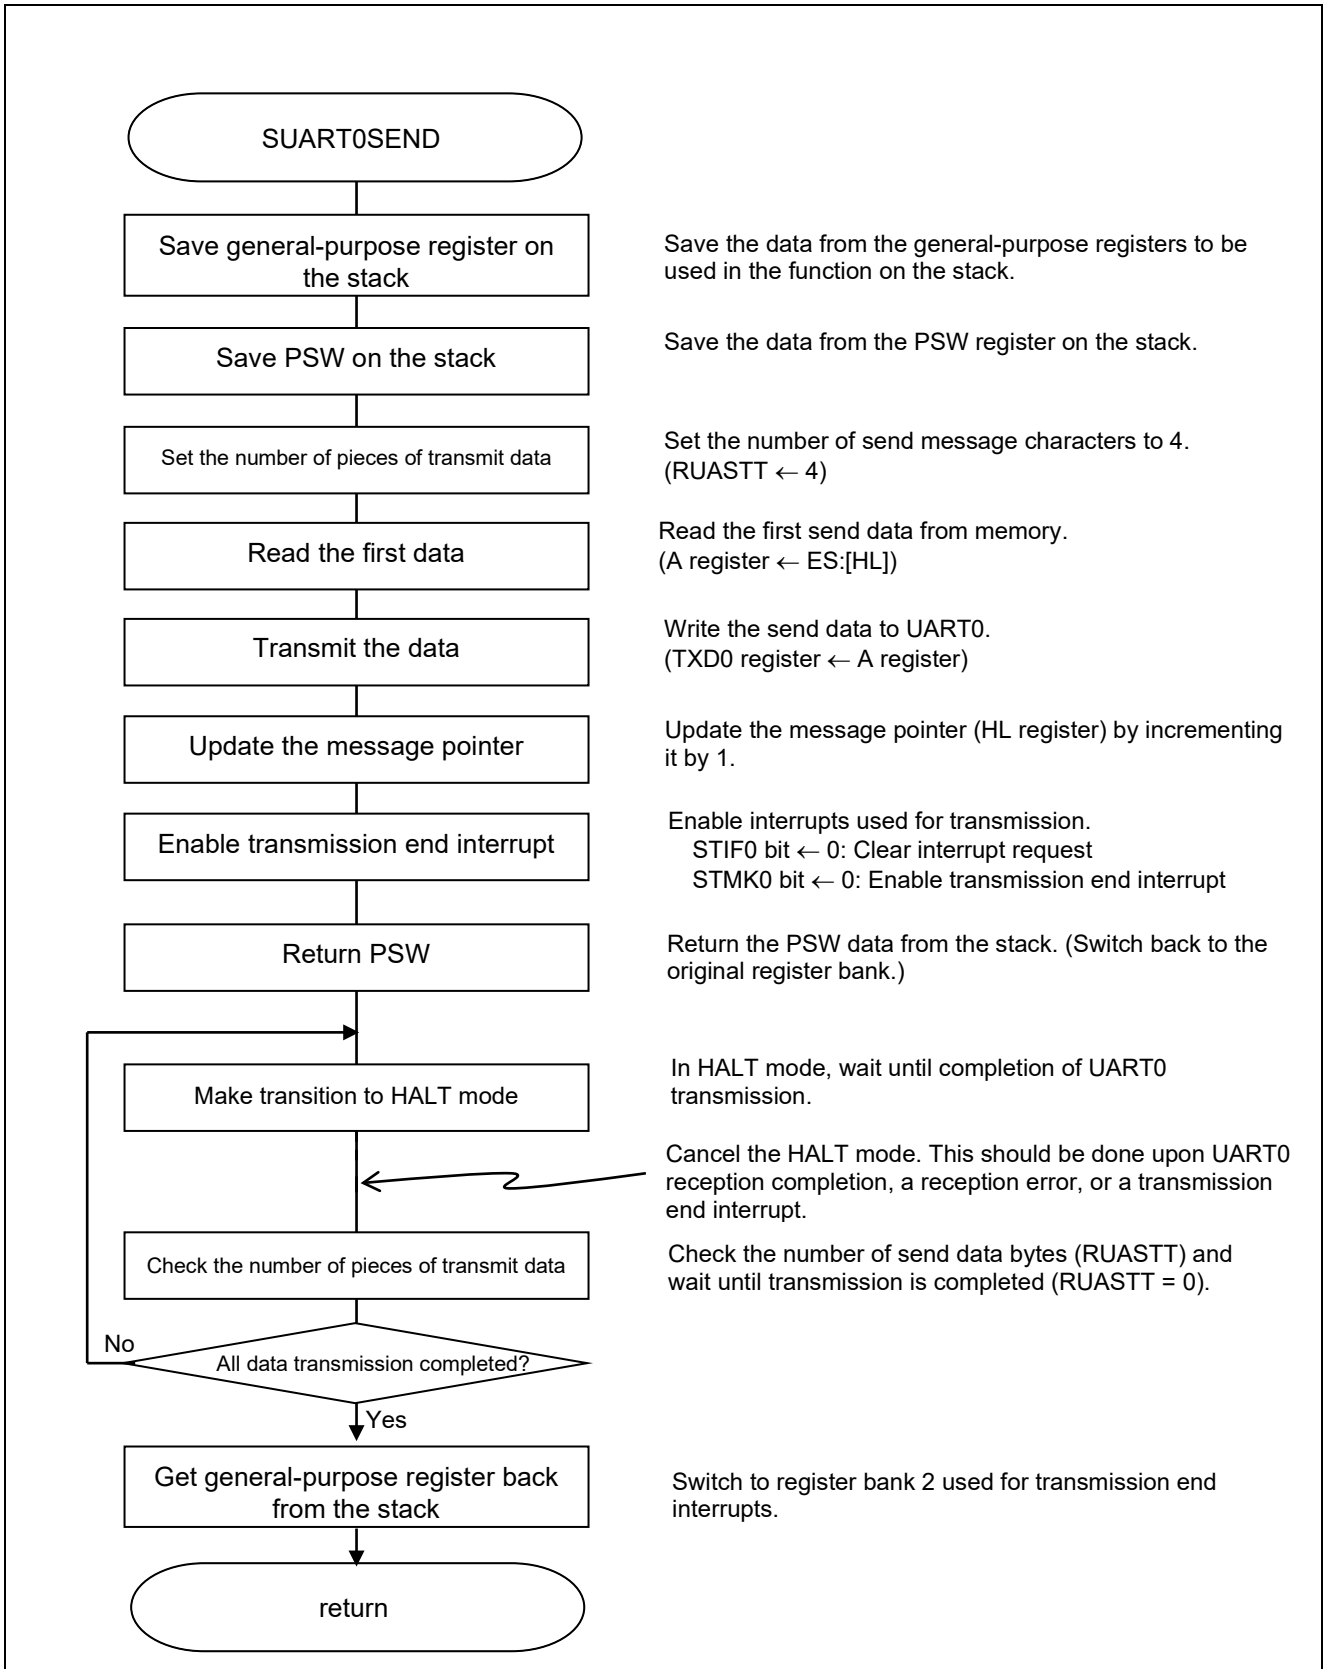 SUART0SEND
Save general-purpose register on
the stack
Save the data from the general-purpose registers to be
used in the function on the stack.
Save PSW on the stack
Save the data from the PSW register on the stack.
Set the number of pieces of transmit data
Set the number of send message characters to 4.
(RUASTT ← 4)
Read the first data
Read the first send data from memory.
(A register ← ES:[HL])
Transmit the data
Write the send data to UART0.
(TXD0 register ← A register)
Update the message pointer
Update the message pointer (HL register) by incrementing
it by 1.
Enable transmission end interrupt
Enable interrupts used for transmission.
STIF0 bit ← 0: Clear interrupt request
STMK0 bit ← 0: Enable transmission end interrupt
Return PSW
Return the PSW data from the stack. (Switch back to the
original register bank.)
Make transition to HALT mode
In HALT mode, wait until completion of UART0
transmission.
Cancel the HALT mode. This should be done upon UART0
reception completion, a reception error, or a transmission
end interrupt.
Check the number of pieces of transmit data
Check the number of send data bytes (RUASTT) and
wait until transmission is completed (RUASTT = 0).
No
All data transmission completed?
Yes
Get general-purpose register back
from the stack
Switch to register bank 2 used for transmission end
interrupts.
return